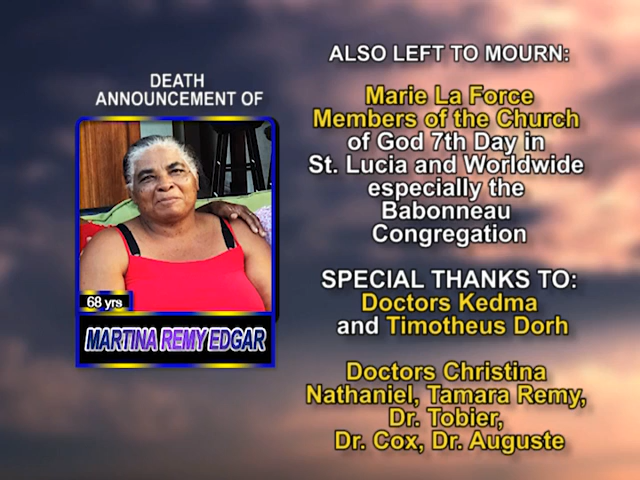 DEATH
ANNOUNCEMENT OF
68 yrs
MARTINA REMY EDGAR
ALSO LEFT TO MOURN:
Marie La Force
Members of the Church
of God 7th Day in
St. Lucia and Worldwide
especially the
Babonneau
Congregation
SPECIAL THANKS TO:
Doctors Kedma
and Timotheus Dorh
Doctors Christina
Nathaniel, Tamara Remy,
Dr. Tobier,
Dr. Cox, Dr. Auguste